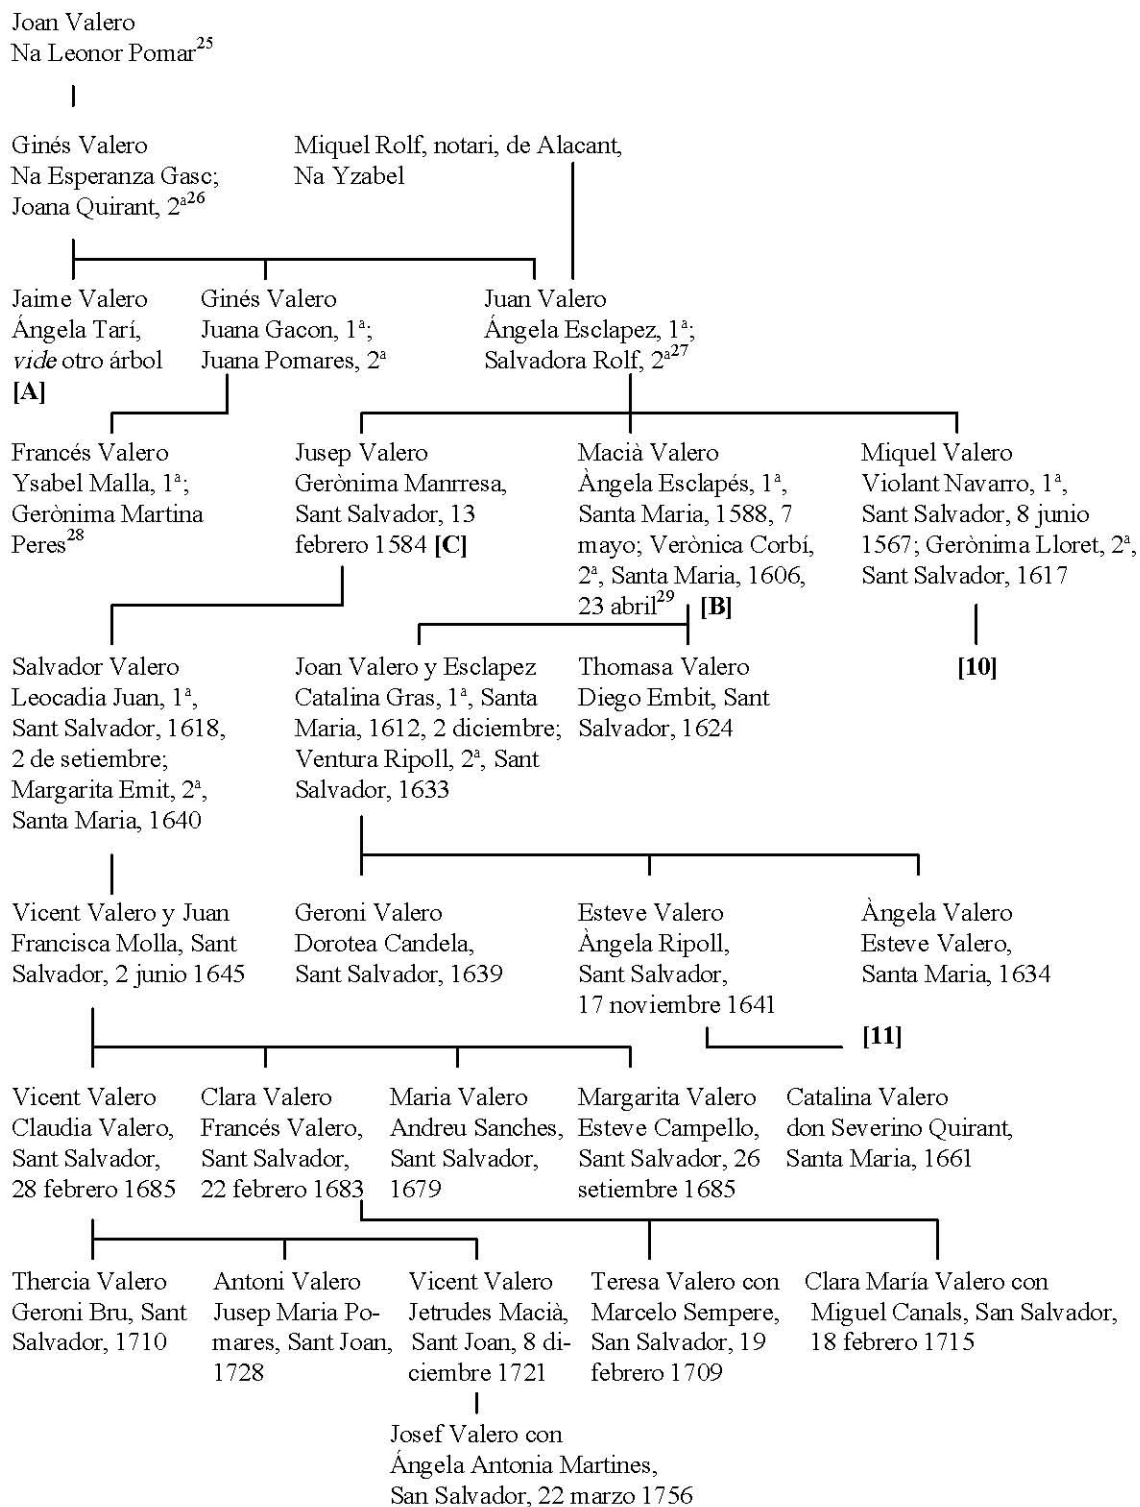 Joan Valero
Na Leonor Pomar25
Ginés Valero
Na Esperanza Gasc;
Joana Quirant, 2ª26
Miquel Rolf, notari, de Alacant,
Na Yzabel
Jaime Valero
Ángela Tarí,
vide otro árbol
[A]
Ginés Valero
Juana Gacon, 1ª;
Juana Pomares, 2ª
Juan Valero
Ángela Esclapez, 1ª;
Salvadora Rolf, 2ª27
Francés Valero
Ysabel Malla, 1ª;
Gerònima Martina
Peres28
Jusep Valero
Gerònima Manrresa,
Sant Salvador, 13
febrero 1584 [C]
Macià Valero
Àngela Esclapés, 1ª,
Santa Maria, 1588, 7
mayo; Verònica Corbí,
2ª, Santa Maria, 1606,
23 abril29 [B]
Miquel Valero
Violant Navarro, 1ª,
Sant Salvador, 8 junio
1567; Gerònima Lloret, 2ª,
Sant Salvador, 1617
Salvador Valero
Leocadia Juan, 1ª,
Sant Salvador, 1618,
2 de setiembre;
Margarita Emit, 2ª,
Santa Maria, 1640
Joan Valero y Esclapez
Catalina Gras, 1ª, Santa
Maria, 1612, 2 diciembre;
Ventura Ripoll, 2ª, Sant
Salvador, 1633
Thomasa Valero
Diego Embit, Sant
Salvador, 1624
[10]
Vicent Valero y Juan
Francisca Molla, Sant
Salvador, 2 junio 1645
Geroni Valero
Dorotea Candela,
Sant Salvador, 1639
Esteve Valero
Àngela Ripoll,
Sant Salvador,
17 noviembre 1641
Àngela Valero
Esteve Valero,
Santa Maria, 1634
[11]
Vicent Valero
Claudia Valero,
Sant Salvador,
28 febrero 1685
Clara Valero
Francés Valero,
Sant Salvador,
22 febrero 1683
Maria Valero
Andreu Sanches,
Sant Salvador,
1679
Margarita Valero
Esteve Campello,
Sant Salvador, 26
setiembre 1685
Catalina Valero
don Severino Quirant,
Santa Maria, 1661
Thercia Valero
Geroni Bru, Sant
Salvador, 1710
Antoni Valero
Jusep Maria Po-
mares, Sant Joan,
1728
Vicent Valero
Jetrudes Macià,
Sant Joan, 8 di-
ciembre 1721
Teresa Valero con
Marcelo Sempere,
San Salvador, 19
febrero 1709
Clara María Valero con
Miguel Canals, San Salvador,
18 febrero 1715
Josef Valero con
Ángela Antonia Martines,
San Salvador, 22 marzo 1756